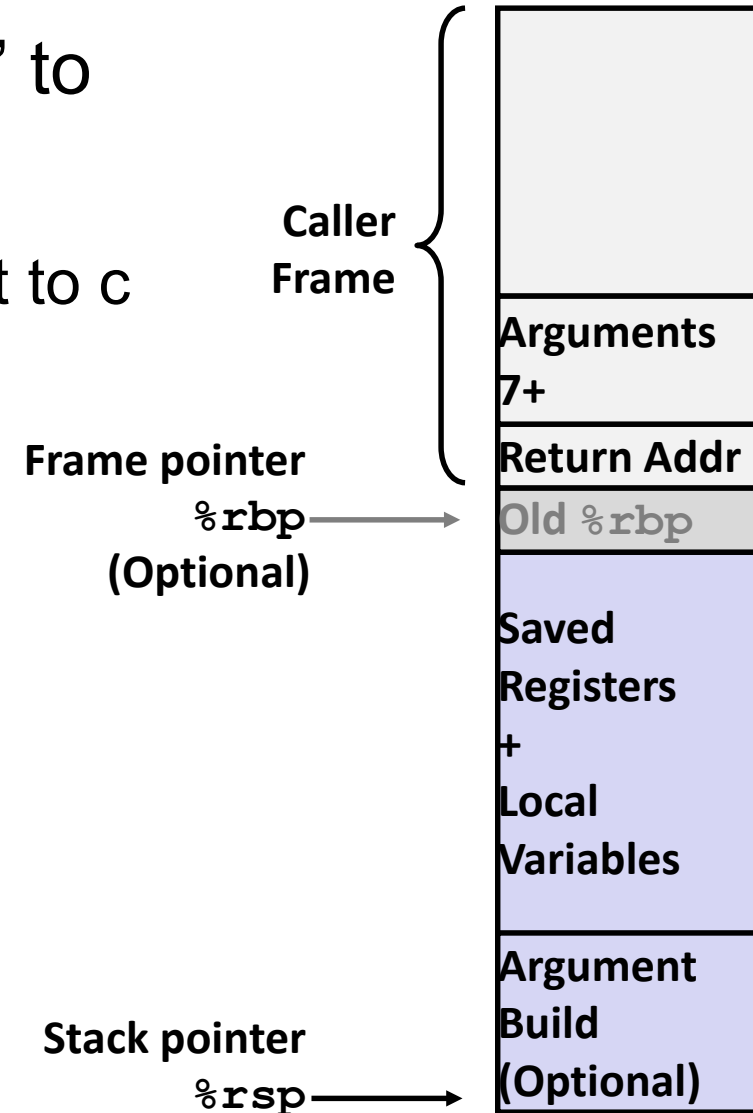 ’ to
t to c
Caller
Frame
Arguments
7+
Return Addr
Frame pointer
%rbp
(Optional)
Old %rbp
Saved
Registers
+
Local
Variables
Argument
Build
(Optional)
Stack pointer
%rsp